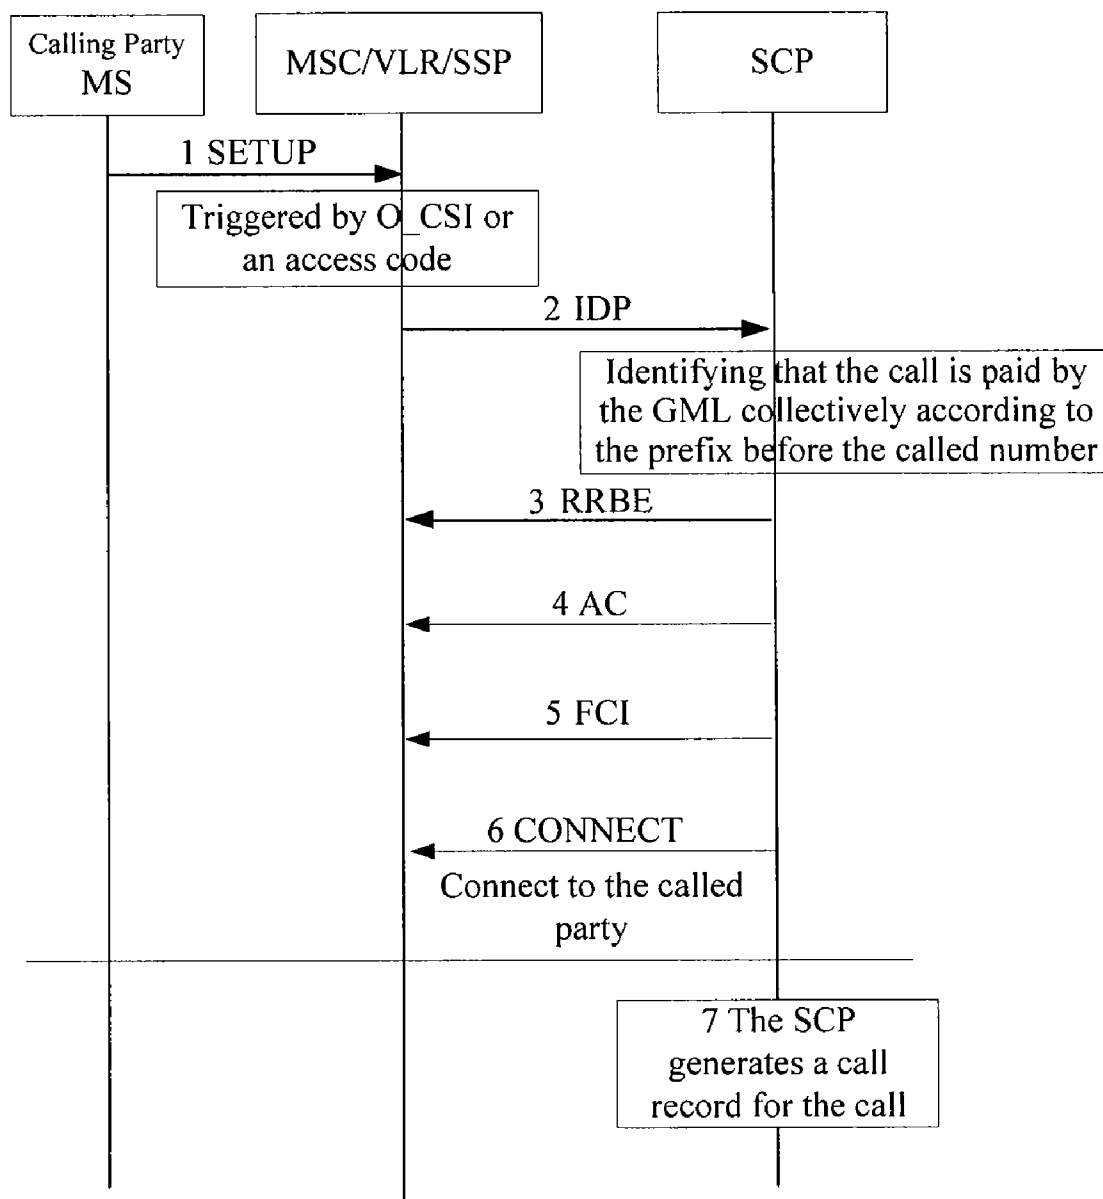 Calling Party
MS
MSC/VLR/SSP
SCP
1 SETUP
Triggered by O_CSI or
an access code
2 IDP
Identifying that the call is paid by
the GML collectively according to
the prefix before the called number
3 RRBE
4 AC
5 FCI
6 CONNECT
Connect to the called
party
7 The SCP
generates a call
record for the call